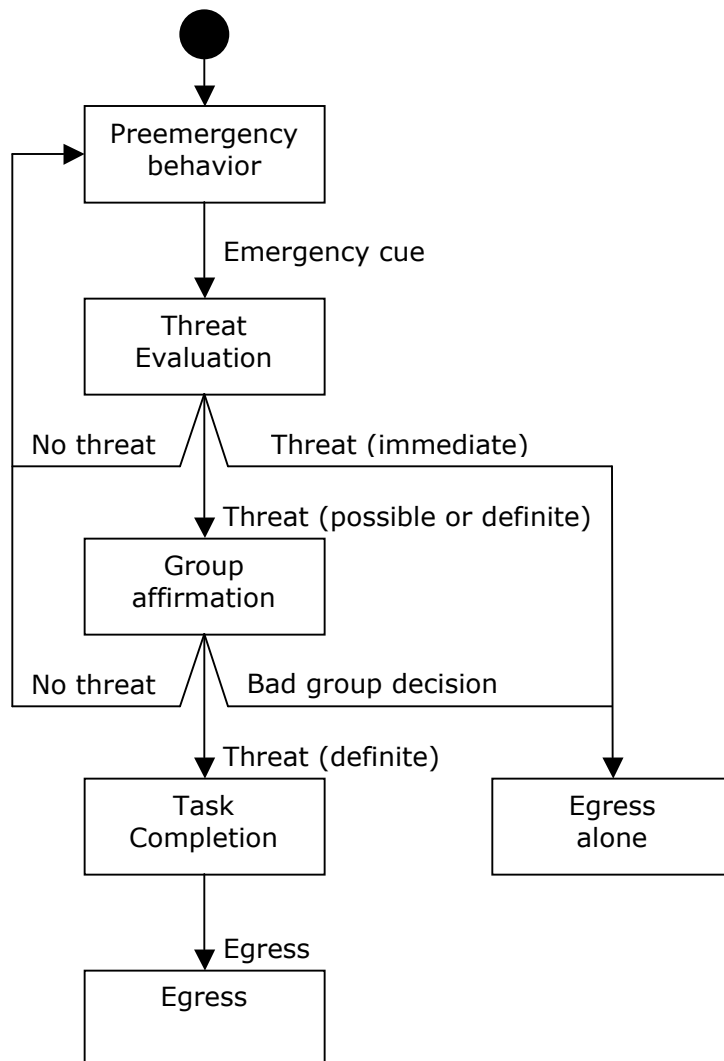 Preemergency
behavior
Emergency cue
Threat
Evaluation
No threat
Threat (immediate)
Threat (possible or definite)
Group
affirmation
No threat
Bad group decision
Threat (definite)
Task
Completion
Egress
alone
Egress
Egress